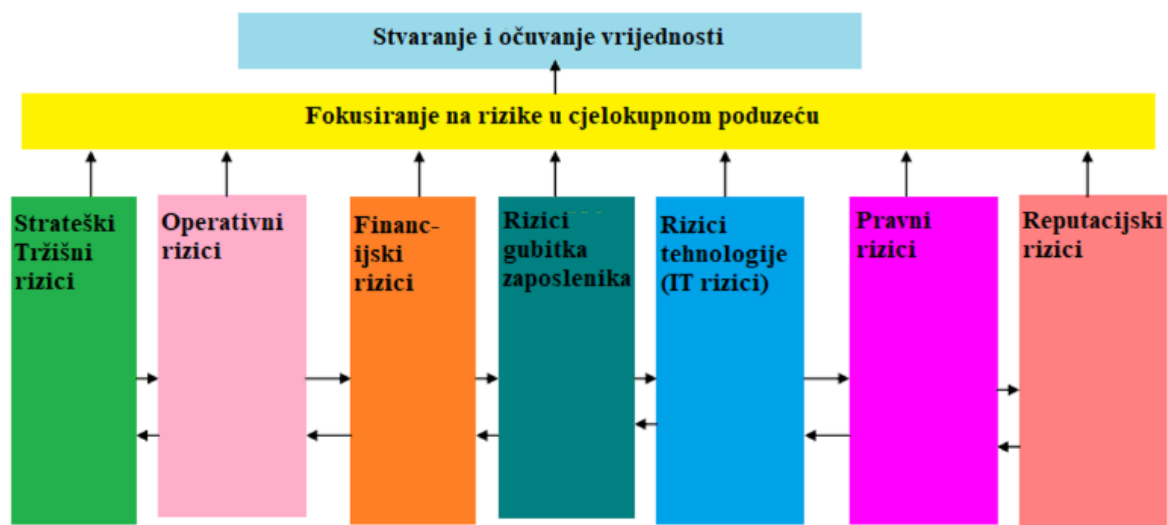 Stvaranje i očuvanje vrijednosti
Fokusiranje na rizike u cjelokupnom poduzeću
Strateški
Tržišni
rizici
Operativni
rizici
Financ-
ijski
rizici
Rizici
gubitka
zaposlenika
Rizici
tehnologije
(IT rizici)
Pravni
rizici
Reputacijski
rizici